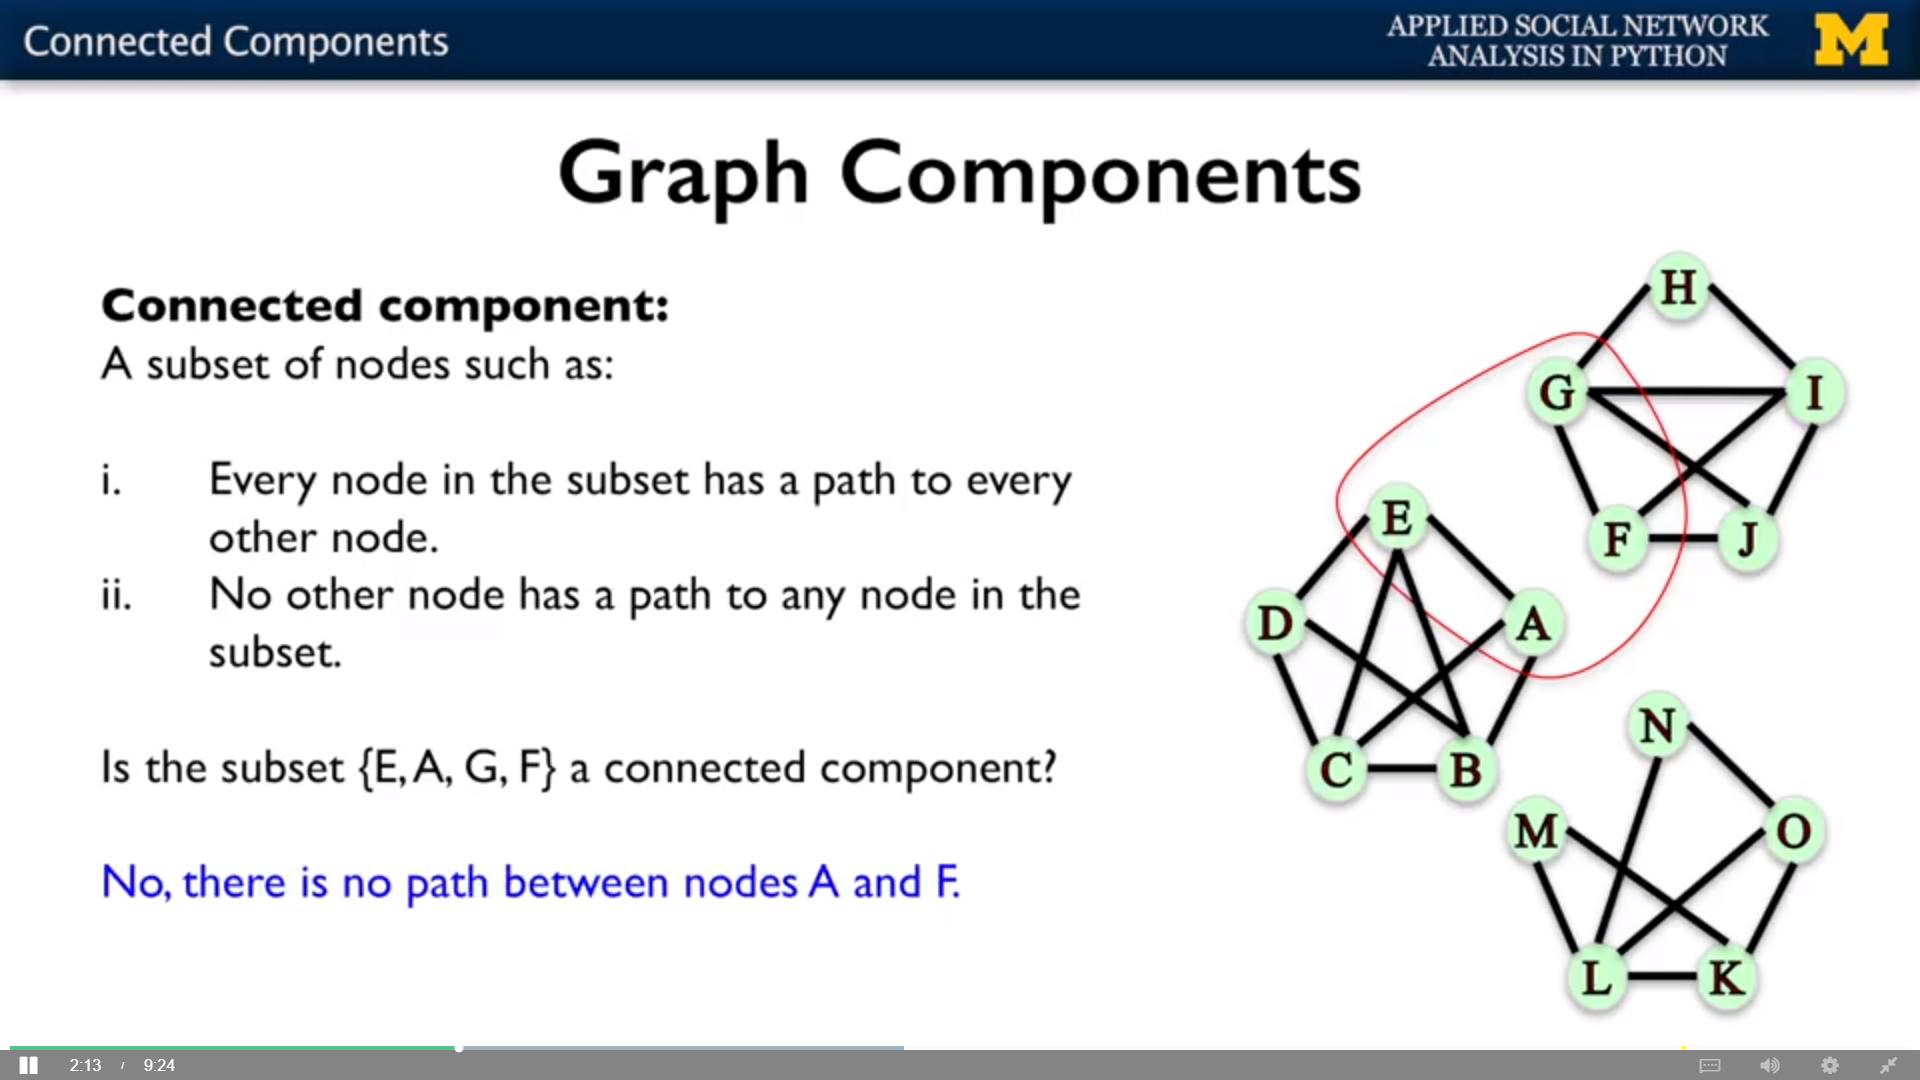 Connected Components
APPLIED SOCIAL NETWORK
ANALYSIS IN PYTHON
M
Graph Components
Connected component:
A subset of nodes such as:
i. Every node in the subset has a path to every
other node.
ii. No other node has a path to any node in the
subset.
Is the subset {E, A, G, F} a connected component?
No, there is no path between nodes A and F.
H
G
I
F
J
E
D
A
C
B
N
M
O
L
K
2:13 / 9:24